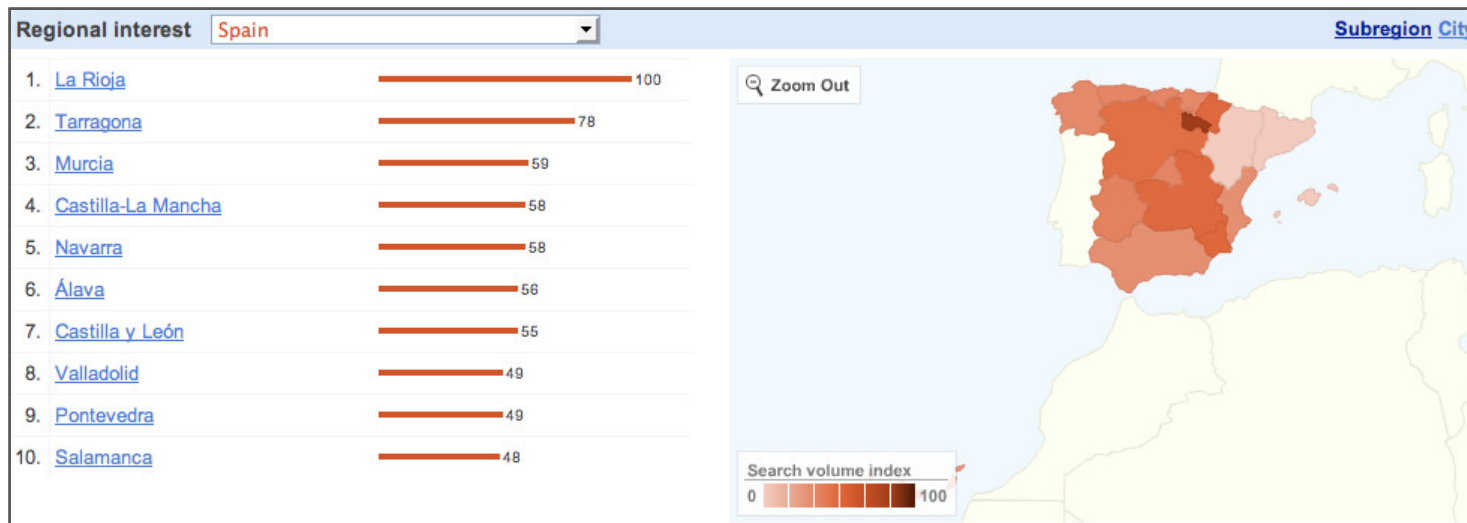 Regional interest Spain Subregion City
1. La Rioja 100
2. Tarragona 78
3. Murcia 59
4. Castilla-La Mancha 58
5. Navarra 58
6. Álava 56
7. Castilla y León 55
8. Valladolid 49
9. Pontevedra 49
10. Salamanca 48
Zoom Out
Search volume index
0 100